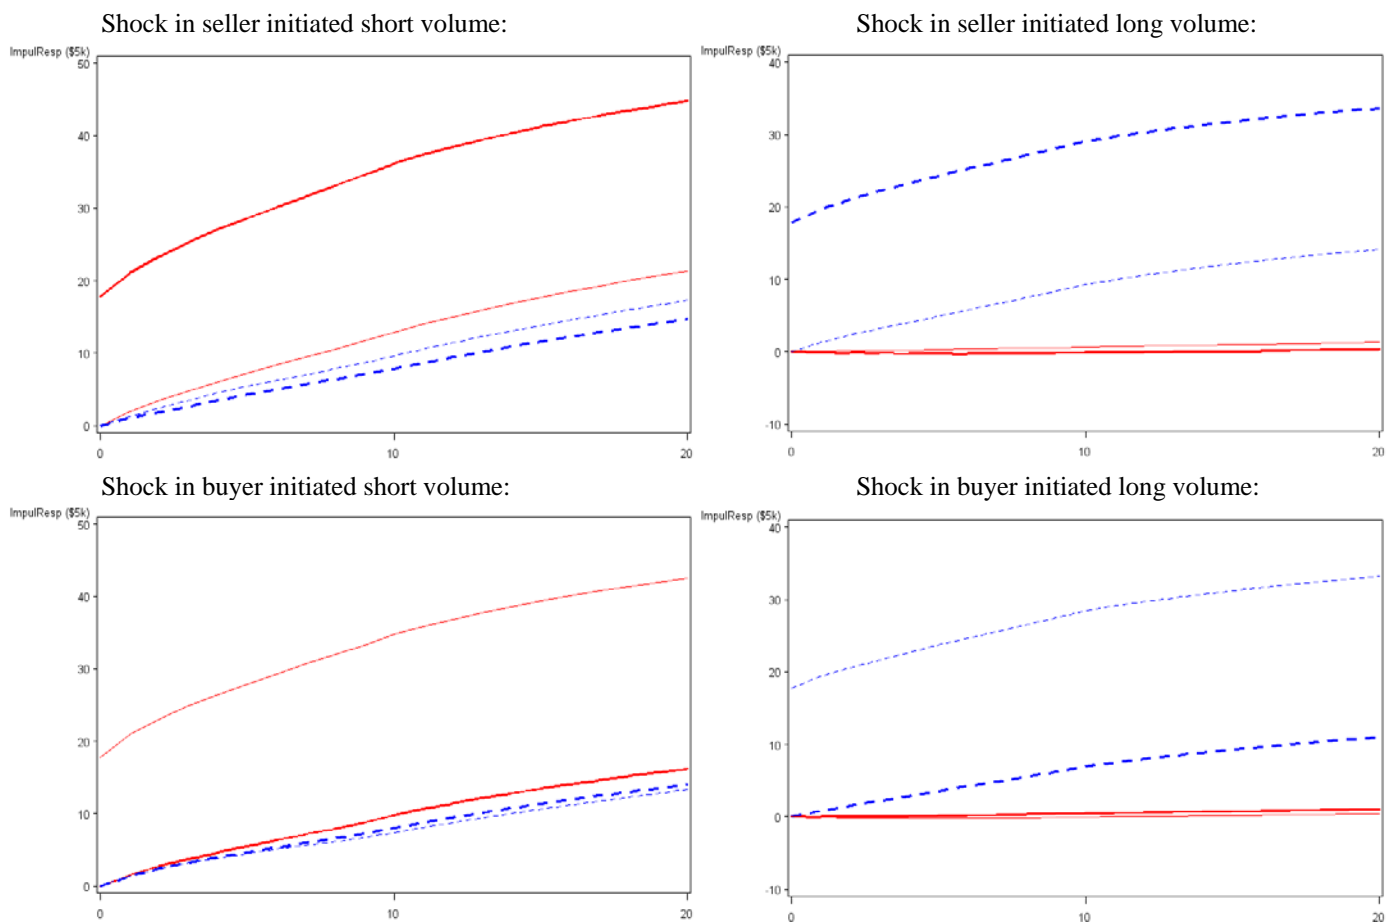 Shock in seller initiated short volume:
ImpulResp ($5k)
50
40
30
20
10
0
0 10 20
Shock in seller initiated long volume:
ImpulResp ($5k)
40
30
20
10
0
-10
0 10 20
Shock in buyer initiated short volume:
ImpulResp ($5k)
50
40
30
20
10
0
0 10 20
Shock in buyer initiated long volume:
ImpulResp ($5k)
40
30
20
10
0
-10
0 10 20